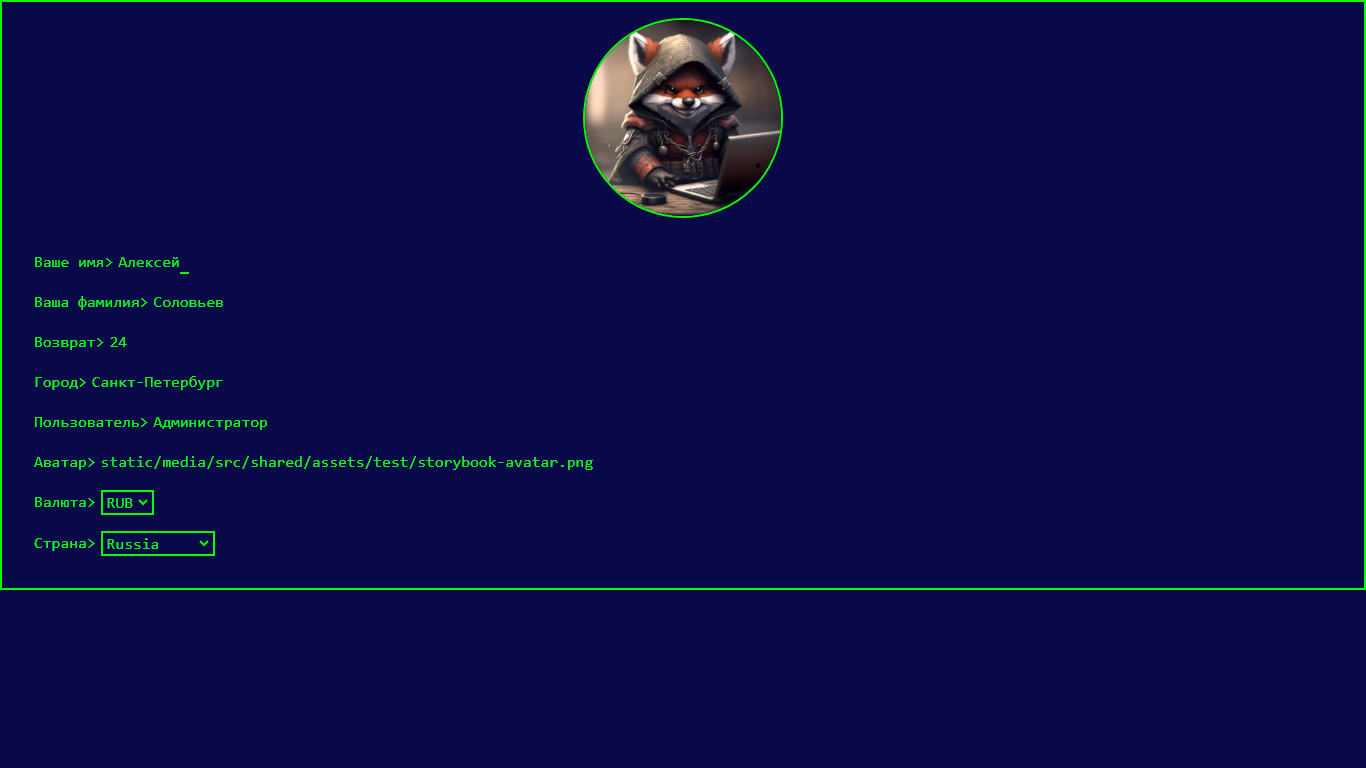 Ваше имя> Алексей_
Ваша фамилия> Соловьев
Возврат> 24
Город> Санкт-Петербург
Пользователь> Администратор
Аватар> static/media/src/shared/assets/test/storybook-avatar.png
Валюта> RUB
Страна> Russia